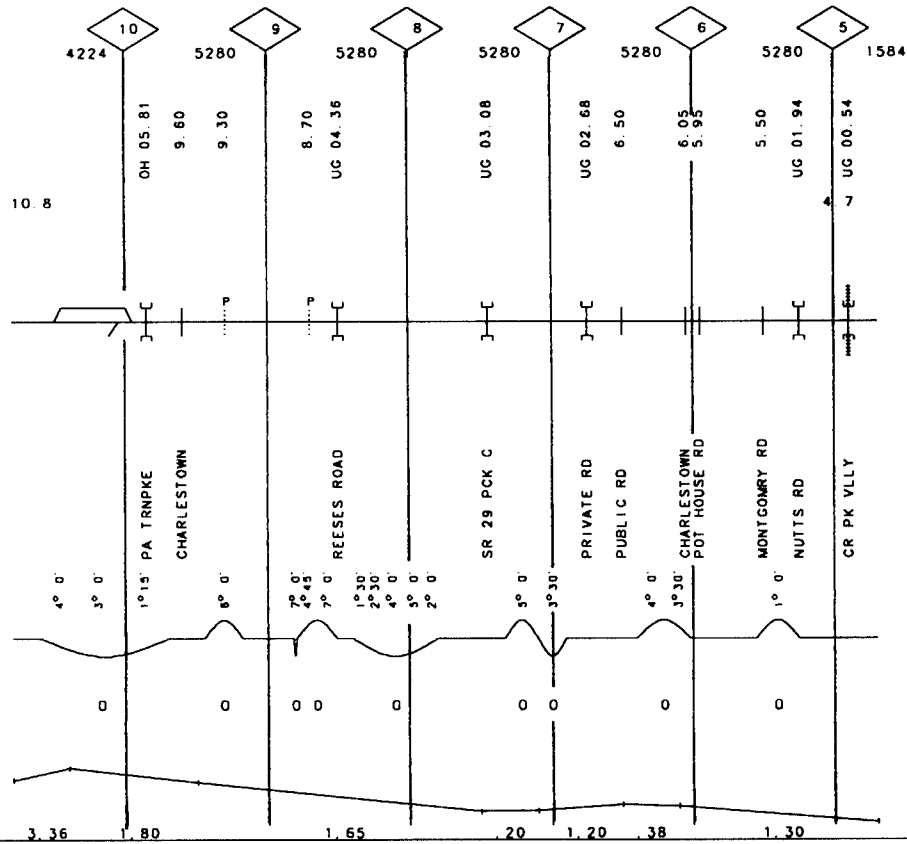 10 9 8 7 6 5
4224 5280 5280 5280 5280 5280 1584
OH 05.81
9.60
9.30
8.70
UG 04.36
UG 03.08
UG 02.68
6.50
6.05
5.95
5.50
UG 01.94
UG 00.54
10.8
4.7
P P
PA TRNPKE
CHARLESTOWN
REESES ROAD
SR 29 PCK C
PRIVATE RD
PUBLIC RD
CHARLESTOWN
POT HOUSE RD
MONTGOMRY RD
NUTTS RD
CR PK VLLY
4° 0'
3° 0'
1° 15'
6° 0'
7° 0'
4° 45'
7° 0'
1° 30'
2° 30'
4° 0'
5° 0'
2° 0'
5° 0'
3° 30'
4° 0'
3° 30'
1° 0'
0 0 0 0 0 0 0 0 0
3.36 1.80 1.65 .20 1.20 .38 1.30